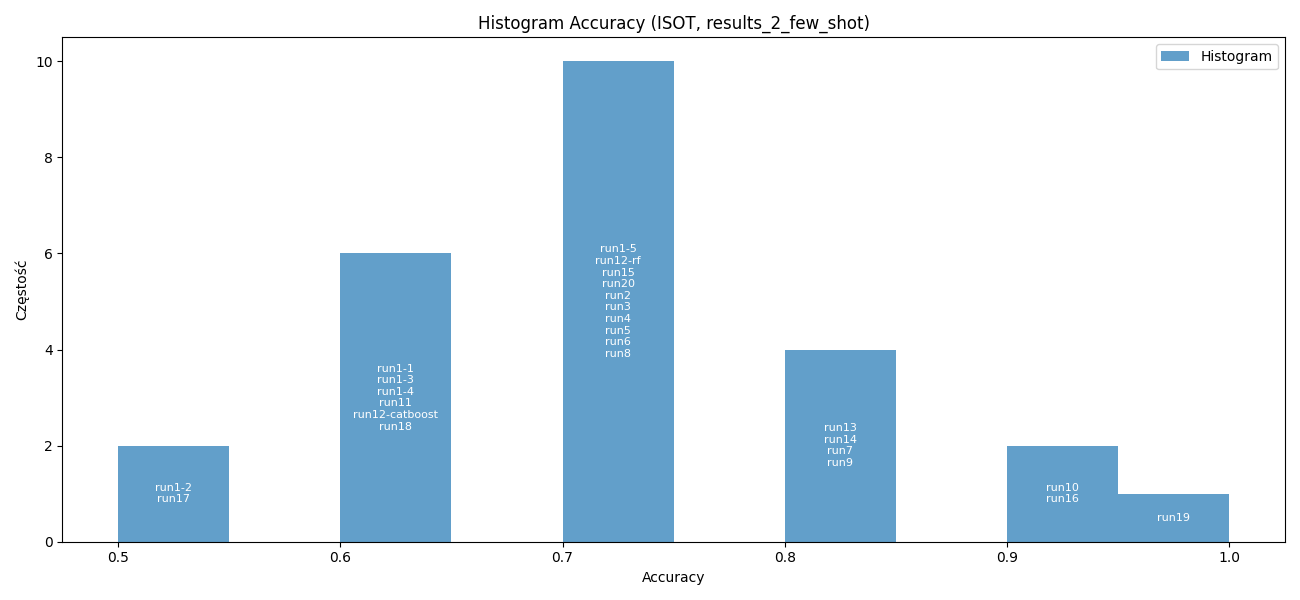 Histogram Accuracy (ISOT, results_2_few_shot)
Histogram
Częstość
10
8
6
4
2
0
run1-2
run17
run1-1
run1-3
run1-4
run11
run12-catboost
run18
run1-5
run12-rf
run15
run20
run2
run3
run4
run5
run6
run8
run13
run14
run7
run9
run10
run16
run19
0.5 0.6 0.7 0.8 0.9 1.0
Accuracy